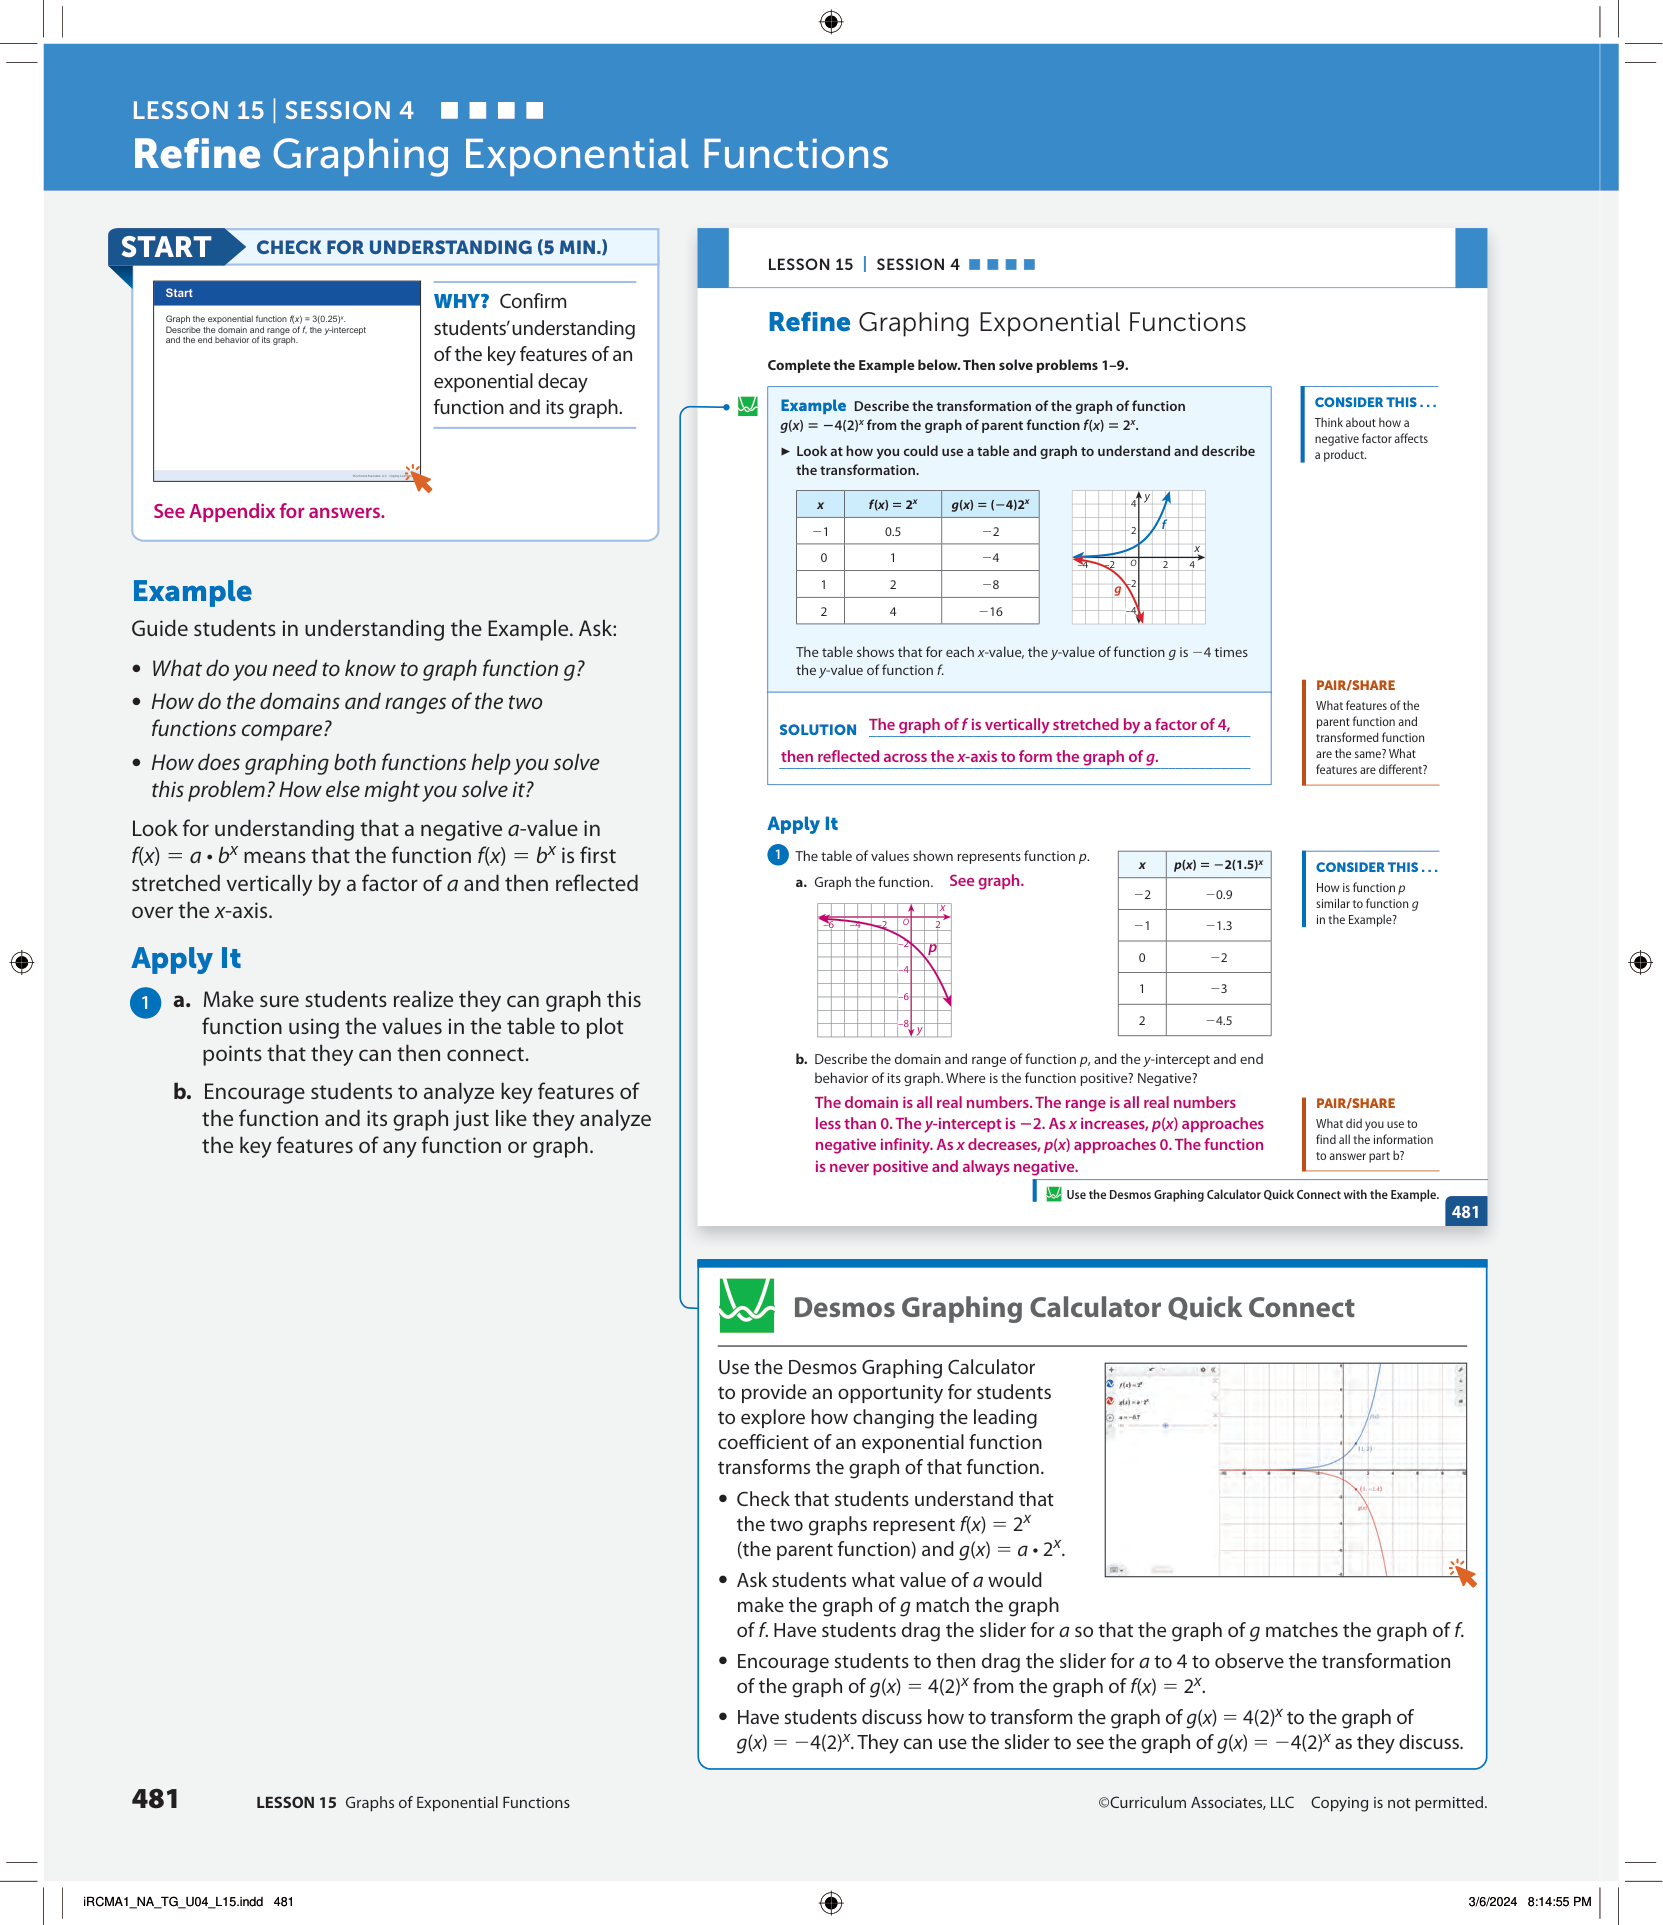 LESSON 15 | SESSION 4
Refine Graphing Exponential Functions
START
CHECK FOR UNDERSTANDING (5 MIN.)
Start
Graph the exponential function f(x) = 3(0.25)ˣ.
Describe the domain and range of f, the y-intercept
and the end behavior of its graph.
WHY? Confirm
students’ understanding
of the key features of an
exponential decay
function and its graph.
See Appendix for answers.
Example
Guide students in understanding the Example. Ask:
• What do you need to know to graph function g?
• How do the domains and ranges of the two
functions compare?
• How does graphing both functions help you solve
this problem? How else might you solve it?
Look for understanding that a negative a-value in
f(x) = a • bˣ means that the function f(x) = bˣ is first
stretched vertically by a factor of a and then reflected
over the x-axis.
Apply It
1 a. Make sure students realize they can graph this
function using the values in the table to plot
points that they can then connect.
b. Encourage students to analyze key features of
the function and its graph just like they analyze
the key features of any function or graph.
LESSON 15 | SESSION 4
Refine Graphing Exponential Functions
Complete the Example below. Then solve problems 1–9.
Example Describe the transformation of the graph of function
g(x) = −4(2)ˣ from the graph of parent function f(x) = 2ˣ.
▶ Look at how you could use a table and graph to understand and describe
the transformation.
x f(x) = 2ˣ g(x) = (−4)2ˣ
−1 0.5 −2
0 1 −4
1 2 −8
2 4 −16
y
4
2
f
x
−4 −2 O 2 4
−2
g
−4
The table shows that for each x-value, the y-value of function g is −4 times
the y-value of function f.
SOLUTION The graph of f is vertically stretched by a factor of 4,
then reflected across the x-axis to form the graph of g.
CONSIDER THIS . . .
Think about how a
negative factor affects
a product.
PAIR/SHARE
What features of the
parent function and
transformed function
are the same? What
features are different?
Apply It
1 The table of values shown represents function p.
a. Graph the function. See graph.
x
−6 −4 −2 O 2
−2
p
−4
−6
−8
y
x p(x) = −2(1.5)ˣ
−2 −0.9
−1 −1.3
0 −2
1 −3
2 −4.5
CONSIDER THIS . . .
How is function p
similar to function g
in the Example?
b. Describe the domain and range of function p, and the y-intercept and end
behavior of its graph. Where is the function positive? Negative?
The domain is all real numbers. The range is all real numbers
less than 0. The y-intercept is −2. As x increases, p(x) approaches
negative infinity. As x decreases, p(x) approaches 0. The function
is never positive and always negative.
PAIR/SHARE
What did you use to
find all the information
to answer part b?
Use the Desmos Graphing Calculator Quick Connect with the Example.
481
Desmos Graphing Calculator Quick Connect
Use the Desmos Graphing Calculator
to provide an opportunity for students
to explore how changing the leading
coefficient of an exponential function
transforms the graph of that function.
• Check that students understand that
the two graphs represent f(x) = 2ˣ
(the parent function) and g(x) = a • 2ˣ.
• Ask students what value of a would
make the graph of g match the graph
of f. Have students drag the slider for a so that the graph of g matches the graph of f.
• Encourage students to then drag the slider for a to 4 to observe the transformation
of the graph of g(x) = 4(2)ˣ from the graph of f(x) = 2ˣ.
• Have students discuss how to transform the graph of g(x) = 4(2)ˣ to the graph of
g(x) = −4(2)ˣ. They can use the slider to see the graph of g(x) = −4(2)ˣ as they discuss.
f(x) = 2ˣ
g(x) = a · 2ˣ
a = −0.7
f(x)
(1, 2)
(1, −1.4)
g(x)
481 LESSON 15 Graphs of Exponential Functions
©Curriculum Associates, LLC Copying is not permitted.
iRCMA1_NA_TG_U04_L15.indd 481
3/6/2024 8:14:55 PM